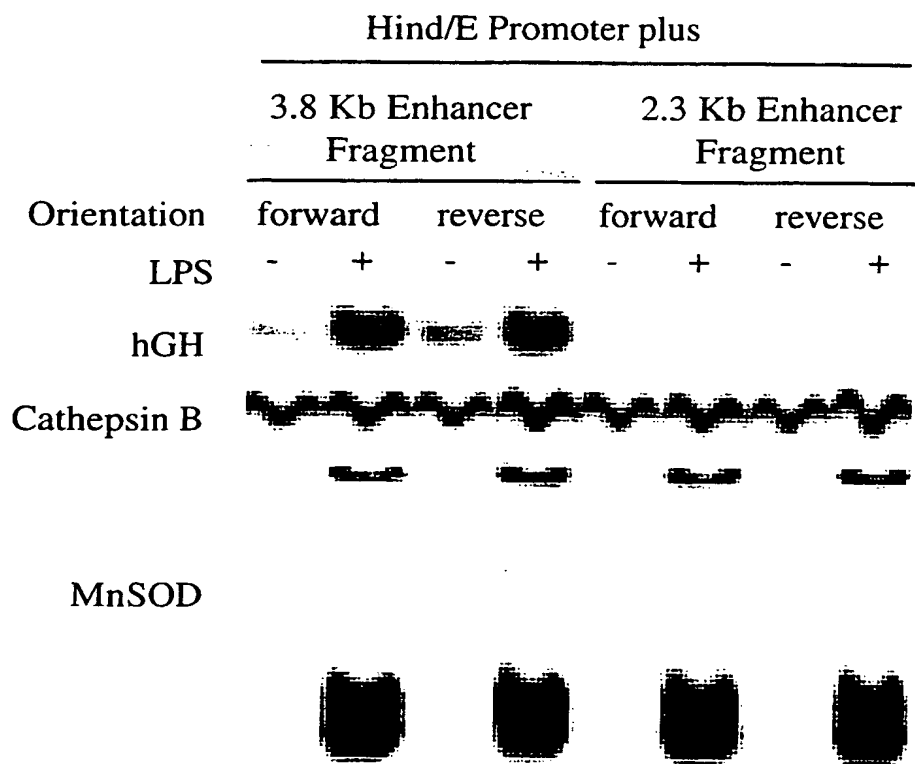 Hind/E Promoter plus
3.8 Kb Enhancer Fragment
2.3 Kb Enhancer Fragment
Orientation forward reverse forward reverse
LPS - + - + - + - +
hGH
Cathepsin B
MnSOD